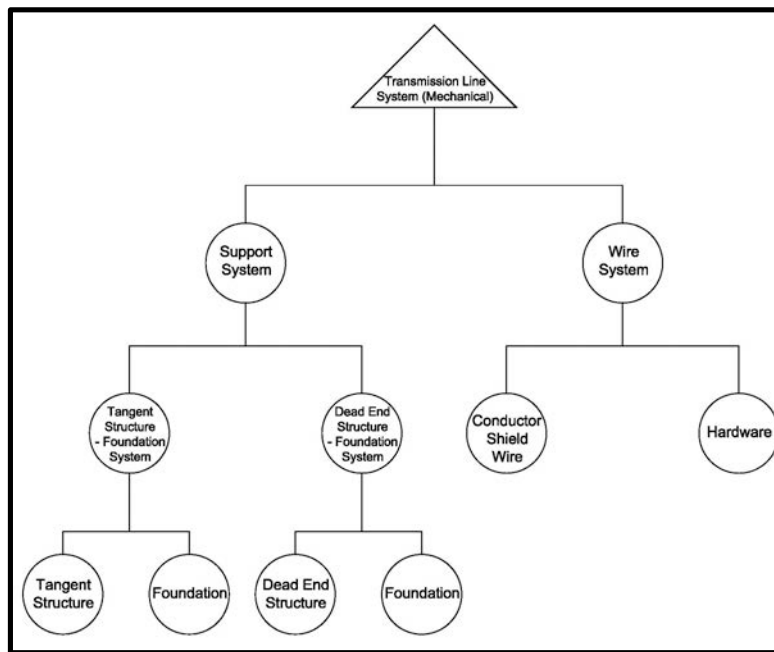 Transmission Line
System (Mechanical)
Support
System
Wire
System
Tangent
Structure
- Foundation
System
Dead End
Structure
- Foundation
System
Conductor
Shield
Wire
Hardware
Tangent
Structure
Foundation
Dead End
Structure
Foundation